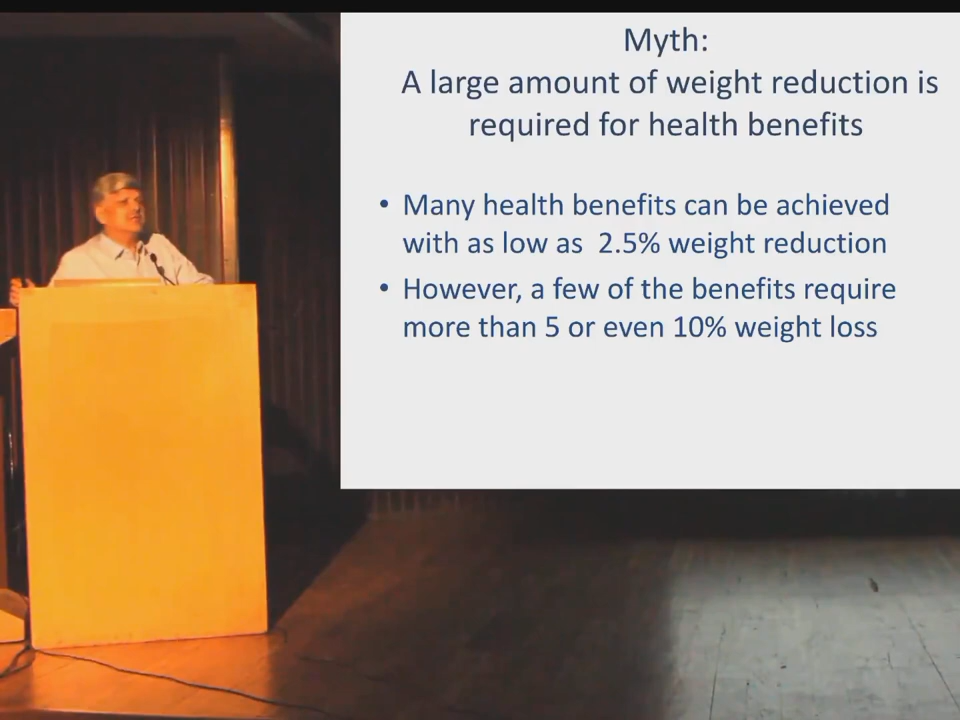 Myth:
A large amount of weight reduction is
required for health benefits
• Many health benefits can be achieved
with as low as 2.5% weight reduction
• However, a few of the benefits require
more than 5 or even 10% weight loss